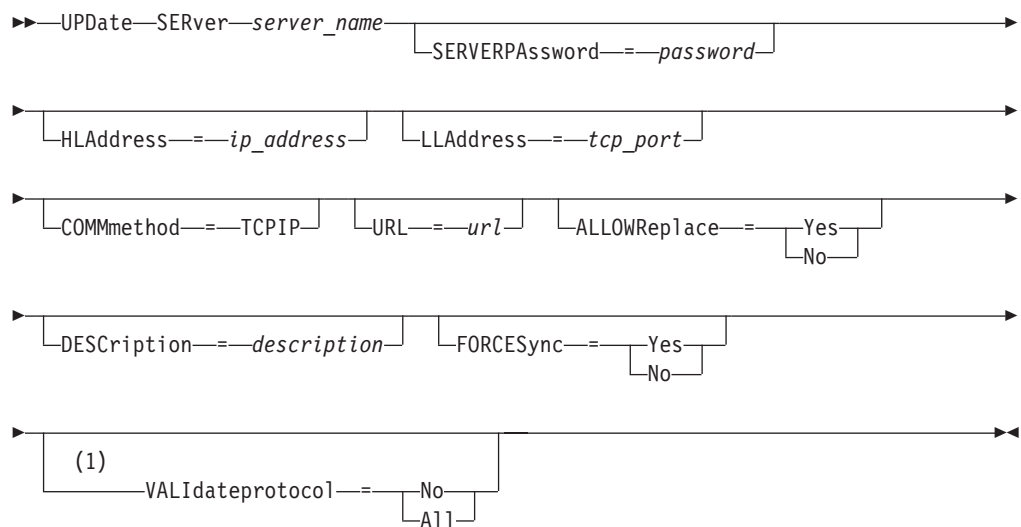 UPDate SERver server_name
SERVERPAssword = password
HLAddress = ip_address LLAddress = tcp_port
COMMmethod = TCPIP URL = url ALLOWReplace = Yes
No
DESCription = description FORCESync = Yes
No
(1)
VALIdateprotocol = No
All